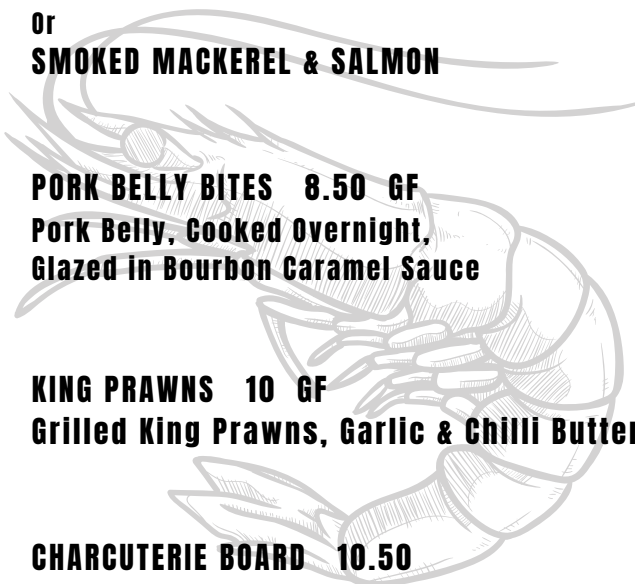 Or
SMOKED MACKEREL & SALMON
PORK BELLY BITES 8.50 GF
Pork Belly, Cooked Overnight,
Glazed in Bourbon Caramel Sauce
KING PRAWNS 10 GF
Grilled King Prawns, Garlic & Chilli Butter
CHARCUTERIE BOARD 10.50